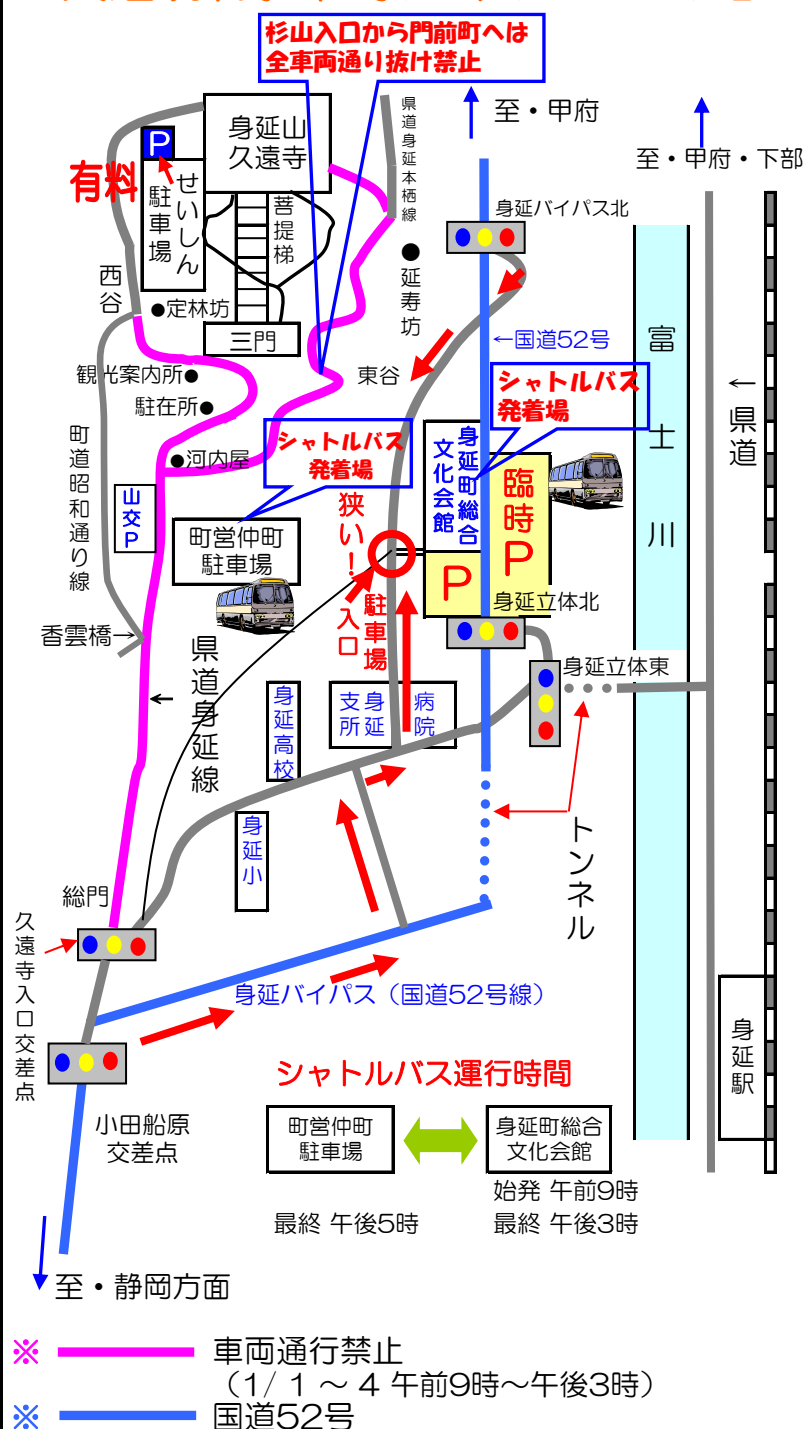 杉山入口から門前町へは
全車両通り抜け禁止
至・甲府
至・甲府・下部
身延山
久遠寺
県道身延本栖線
P
有料
せいしん
駐車場
菩提梯
身延バイパス北
西谷
●定林坊
●延寿坊
三門
←国道52号
富士川
←県道
観光案内所●
駐在所●
東谷
シャトルバス
発着場
シャトルバス
発着場
町道昭和通り線
●河内屋
山交P
町営仲町
駐車場
狭い!
身延町総合
文化会館
臨時P
P
駐車場
入口
身延立体北
香雲橋→
←
県道身延線
身延高校
身延
支所
病院
身延立体東
身延小
トンネル
総門
久遠寺入口交差点
身延バイパス(国道52号線)
小田船原
交差点
身延駅
シャトルバス運行時間
町営仲町
駐車場
身延町総合
文化会館
始発 午前9時
最終 午後5時
最終 午後3時
至・静岡方面
※ 車両通行禁止
(1/ 1 ~ 4 午前9時~午後3時)
※ 国道52号